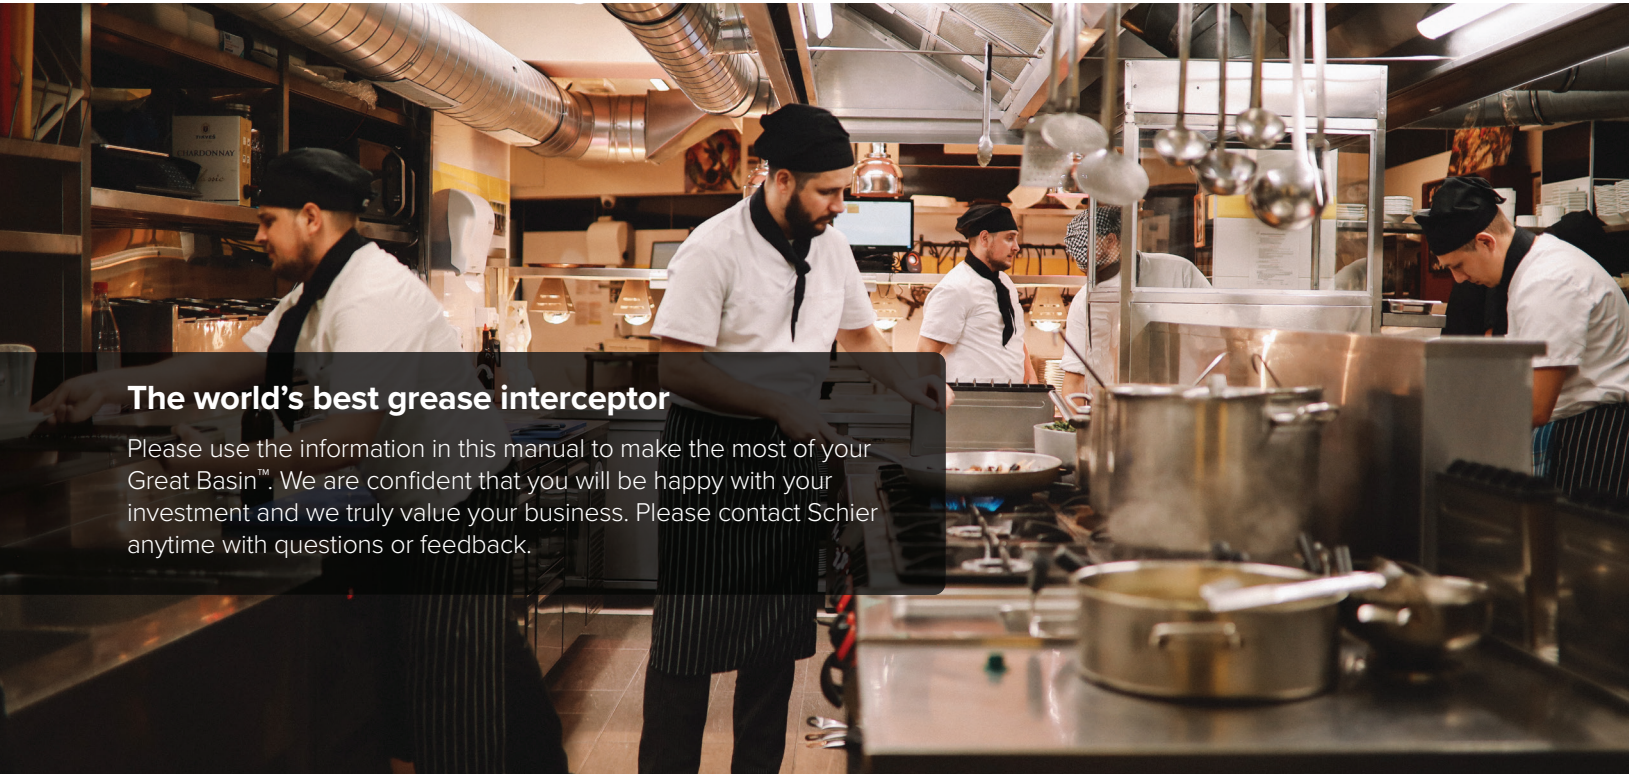 CHARDONNAY
The world’s best grease interceptor
Please use the information in this manual to make the most of your
Great Basin™. We are confident that you will be happy with your
investment and we truly value your business. Please contact Schier
anytime with questions or feedback.